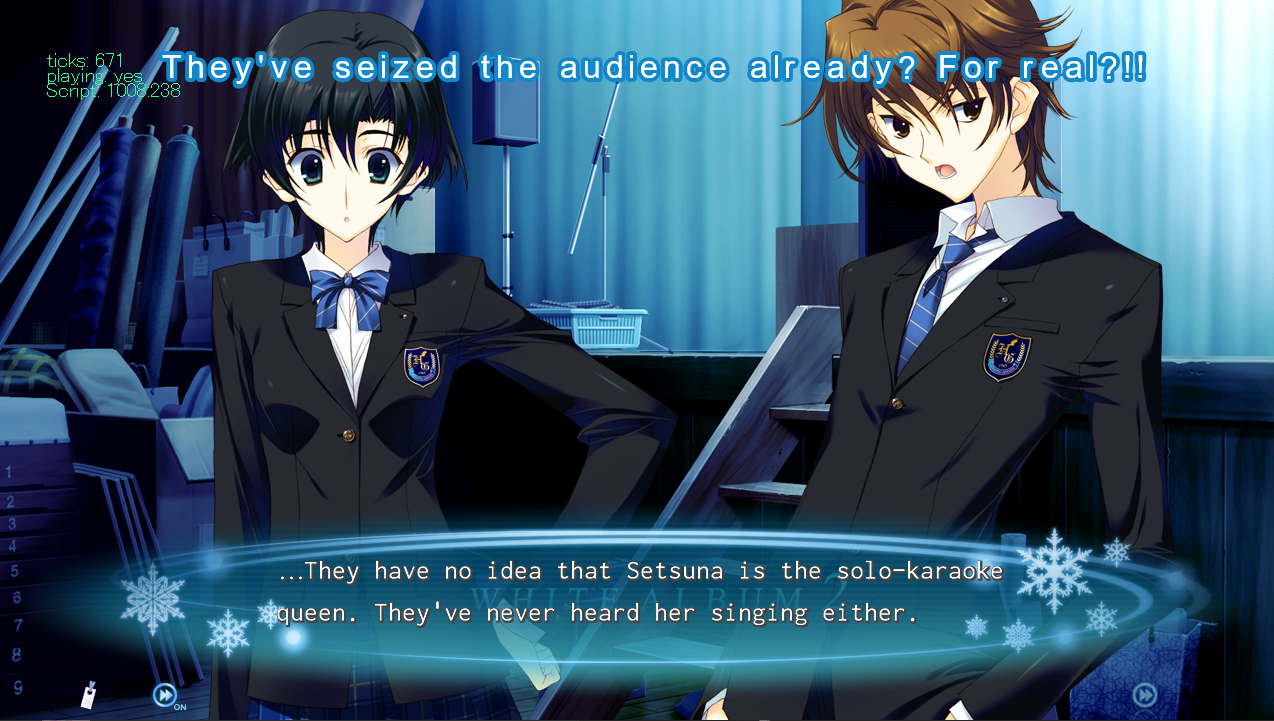 They've seized the audience already? For real?!!
ticks: 671
playing: yes
Script: 1008.238
...They have no idea that Setsuna is the solo-karaoke
queen. They've never heard her singing either.
WHITE ALBUM 2
1
2
3
4
5
6
7
8
9
ON